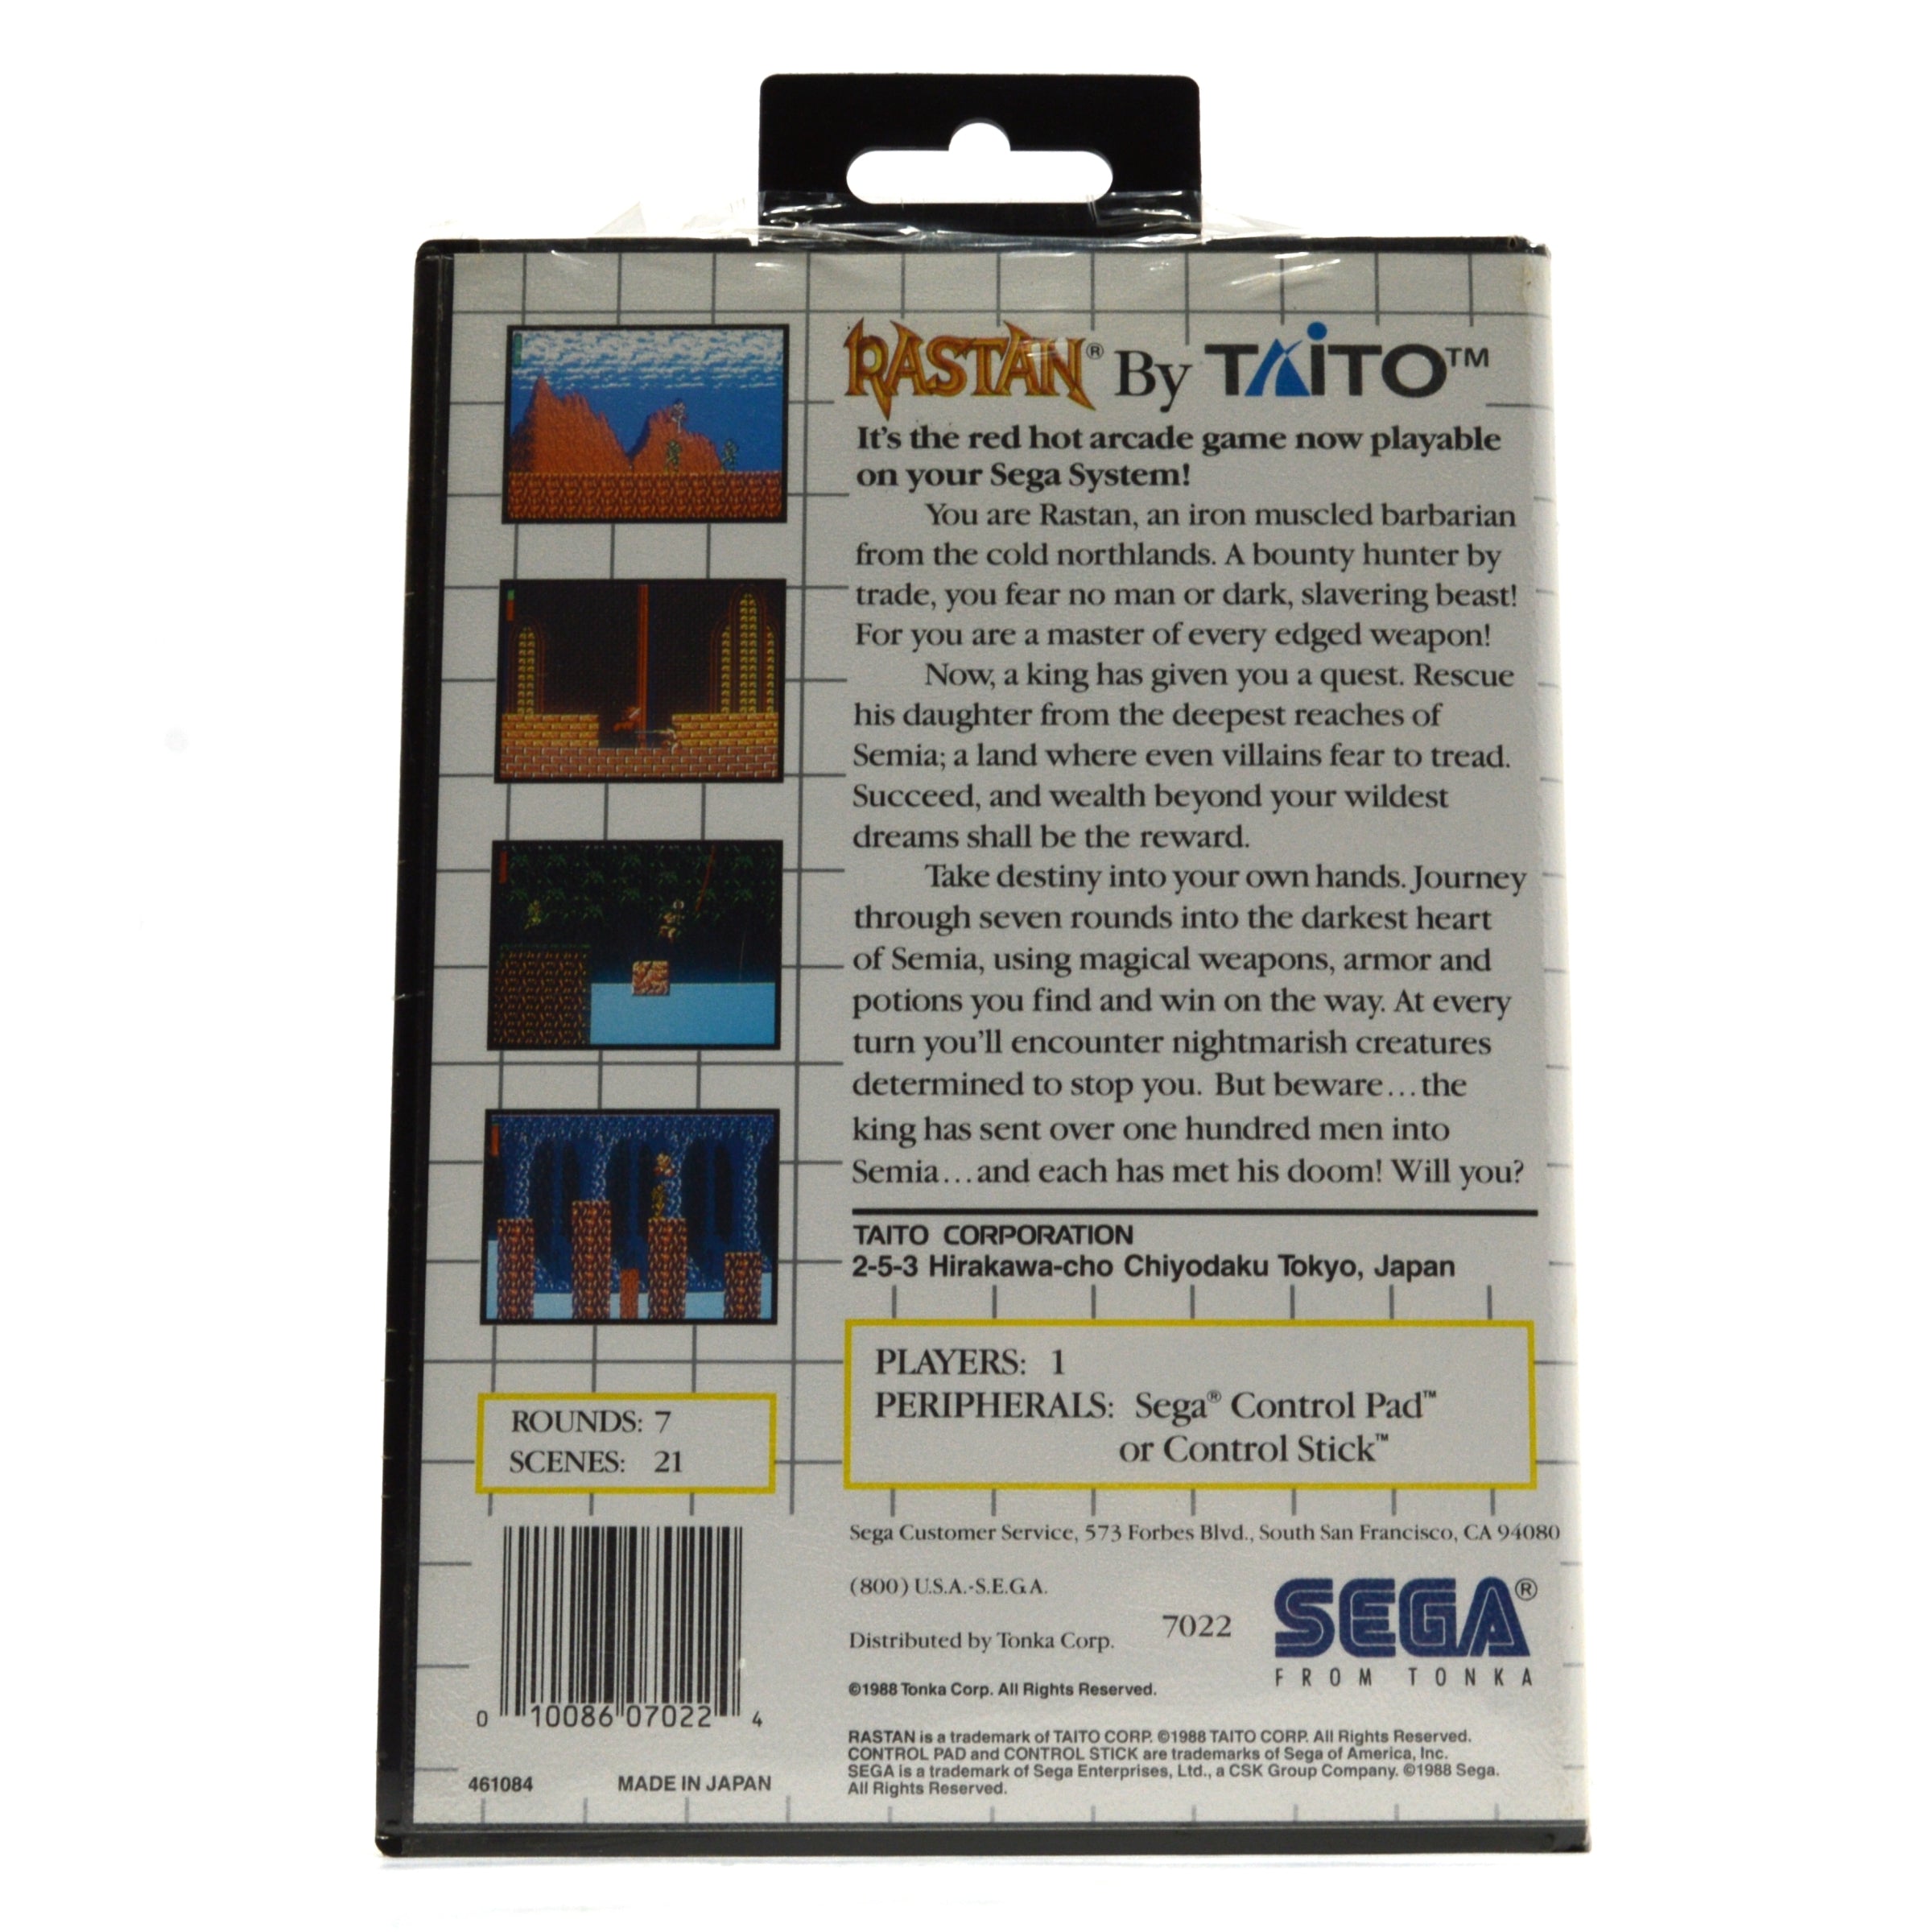 RASTAN® By TAITO™
It's the red hot arcade game now playable
on your Sega System!
You are Rastan, an iron muscled barbarian
from the cold northlands. A bounty hunter by
trade, you fear no man or dark, slavering beast!
For you are a master of every edged weapon!
Now, a king has given you a quest. Rescue
his daughter from the deepest reaches of
Semia; a land where even villains fear to tread.
Succeed, and wealth beyond your wildest
dreams shall be the reward.
Take destiny into your own hands. Journey
through seven rounds into the darkest heart
of Semia, using magical weapons, armor and
potions you find and win on the way. At every
turn you'll encounter nightmarish creatures
determined to stop you. But beware...the
king has sent over one hundred men into
Semia...and each has met his doom! Will you?
TAITO CORPORATION
2-5-3 Hirakawa-cho Chiyodaku Tokyo, Japan
PLAYERS: 1
PERIPHERALS: Sega® Control Pad™
or Control Stick™
ROUNDS: 7
SCENES: 21
0 10086 07022 4
461084 MADE IN JAPAN
Sega Customer Service, 573 Forbes Blvd., South San Francisco, CA 94080
(800) U.S.A.-S.E.G.A.
Distributed by Tonka Corp. 7022
SEGA®
FROM TONKA
©1988 Tonka Corp. All Rights Reserved.
RASTAN is a trademark of TAITO CORP. ©1988 TAITO CORP. All Rights Reserved.
CONTROL PAD and CONTROL STICK are trademarks of Sega of America, Inc.
SEGA is a trademark of Sega Enterprises, Ltd., a CSK Group Company. ©1988 Sega.
All Rights Reserved.